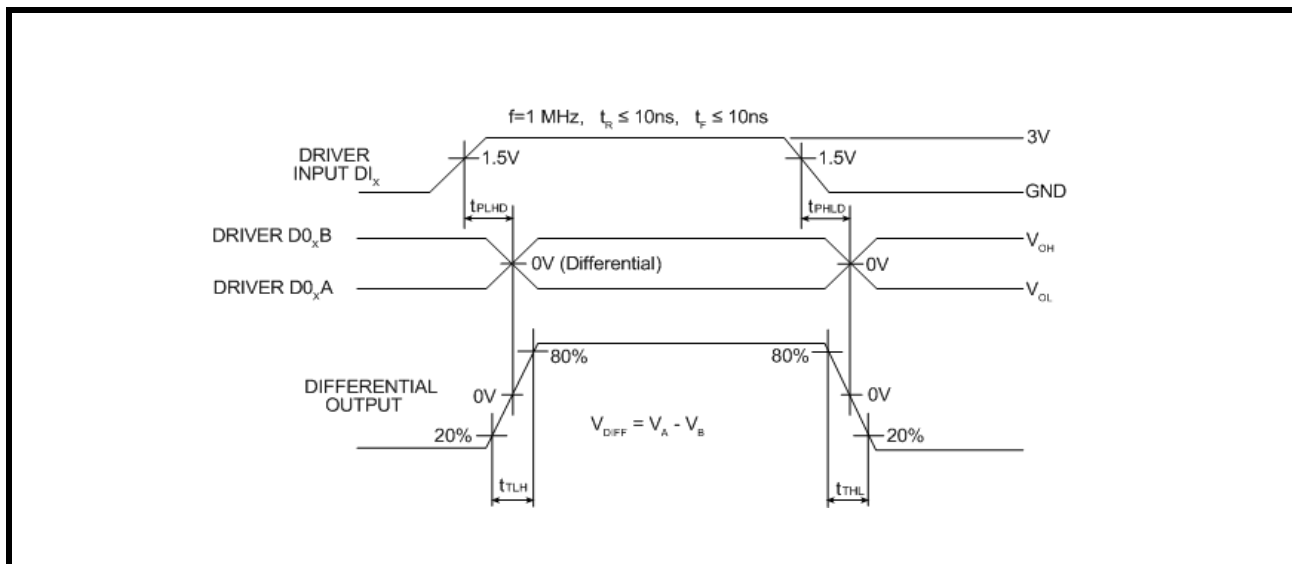 f=1 MHz, tR ≤ 10ns, tF ≤ 10ns
3V
DRIVER
INPUT DIx
1.5V
1.5V
GND
tPLHD
tPHLD
DRIVER D0xB
VOH
0V (Differential)
0V
DRIVER D0xA
VOL
80%
80%
DIFFERENTIAL
OUTPUT
0V
0V
VDIFF = VA - VB
20%
20%
tTLH
tTHL